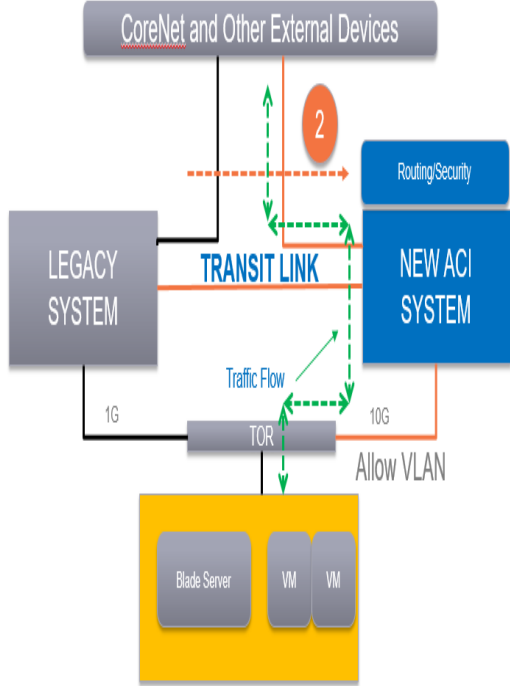 CoreNet and Other External Devices
2
Routing/Security
LEGACY
SYSTEM
TRANSIT LINK
NEW ACI
SYSTEM
Traffic Flow
1G
TOR
10G
Allow VLAN
Blade Server
VM
VM